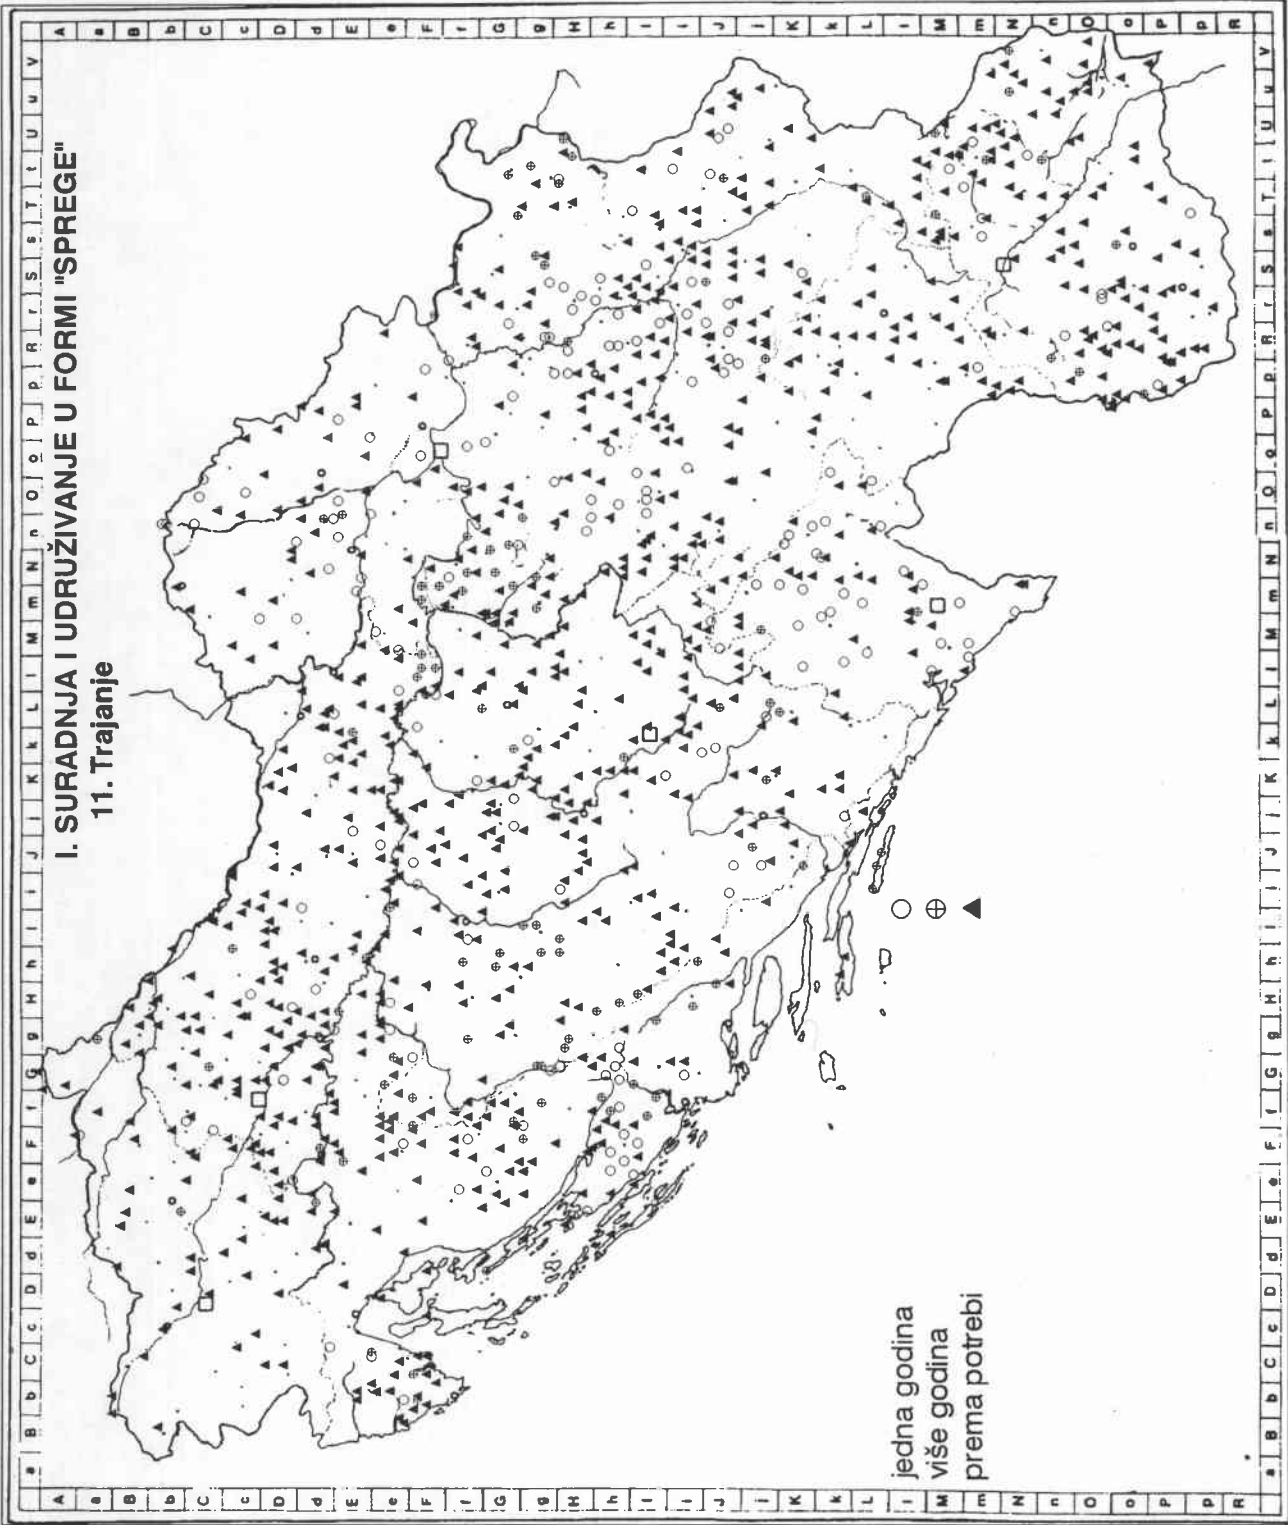 I. SURADNJA I UDRUŽIVANJE U FORMI "SPREGE"
11. Trajanje
jedna godina
više godina
prema potrebi
a B b C c D d E e F f G g H h I i J j K k L l M m N n O o P p R r S s T t U u V
A a B b C c D d E e F f G g H h I i J j K k L l M m N n O o P p R